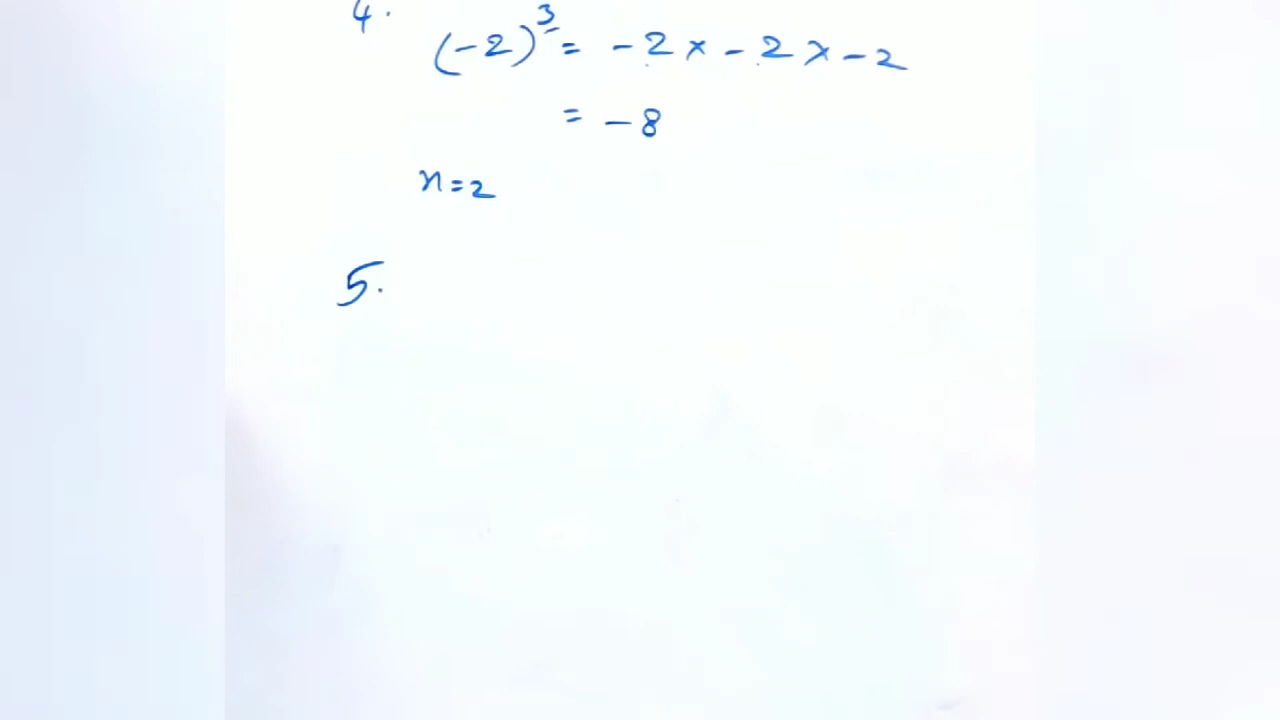 4.
(-2)³ = -2 x -2 x -2
= -8
n=2
5.